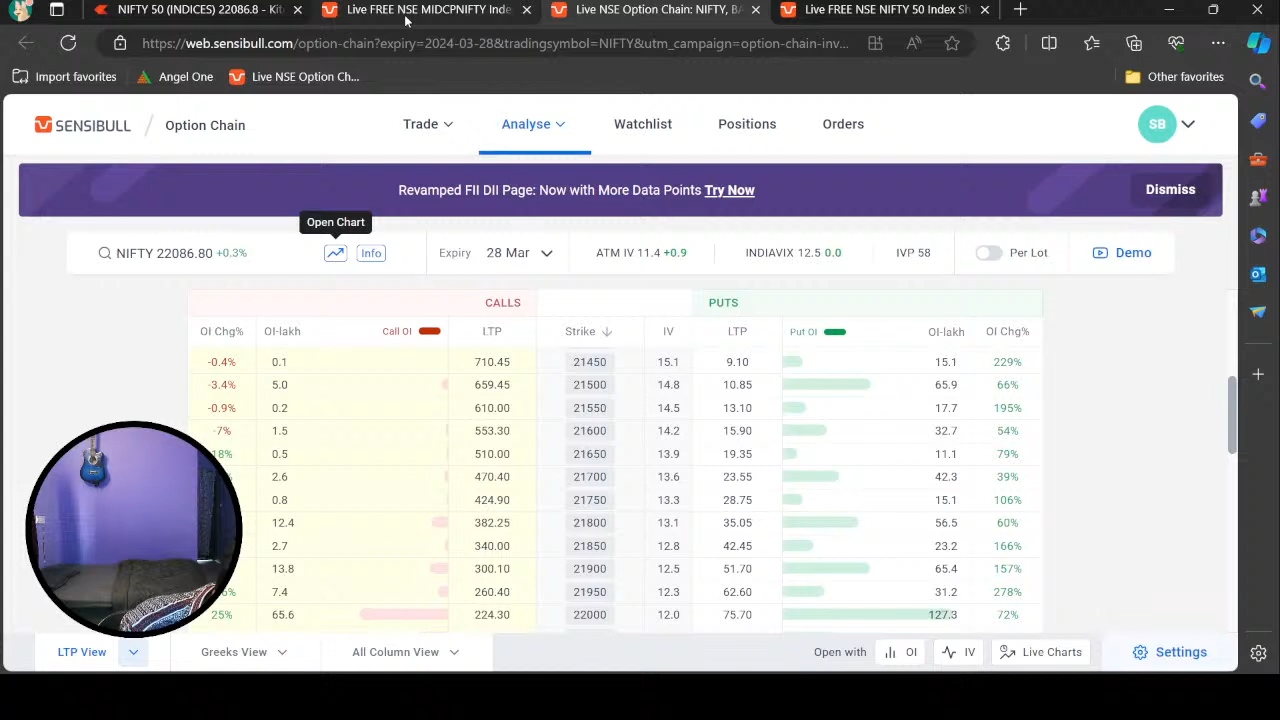 NIFTY 50 (INDICES) 22086.8 - Kit
Live FREE NSE MIDCPNIFTY Inde
Live NSE Option Chain: NIFTY, BA
Live FREE NSE NIFTY 50 Index Sh
https://web.sensibull.com/option-chain?expiry=2024-03-28&tradingsymbol=NIFTY&utm_campaign=option-chain-inv...
Import favorites
Angel One
Live NSE Option Ch...
Other favorites
SENSIBULL / Option Chain
Trade
Analyse
Watchlist
Positions
Orders
SB
Revamped FII DII Page: Now with More Data Points Try Now
Dismiss
Open Chart
NIFTY 22086.80 +0.3%
Info
Expiry 28 Mar
ATM IV 11.4 +0.9
INDIAVIX 12.5 0.0
IVP 58
Per Lot
Demo
CALLS PUTS
OI Chg% OI-lakh Call OI LTP Strike IV LTP Put OI OI-lakh OI Chg%
-0.4% 0.1 710.45 21450 15.1 9.10 15.1 229%
-3.4% 5.0 659.45 21500 14.8 10.85 65.9 66%
-0.9% 0.2 610.00 21550 14.5 13.10 17.7 195%
-7% 1.5 553.30 21600 14.2 15.90 32.7 54%
18% 0.5 510.00 21650 13.9 19.35 11.1 79%
2.6 470.40 21700 13.6 23.55 42.3 39%
0.8 424.90 21750 13.3 28.75 15.1 106%
12.4 382.25 21800 13.1 35.05 56.5 60%
2.7 340.00 21850 12.8 42.45 23.2 166%
13.8 300.10 21900 12.5 51.70 65.4 157%
7.4 260.40 21950 12.3 62.60 31.2 278%
25% 65.6 224.30 22000 12.0 75.70 127.3 72%
LTP View
Greeks View
All Column View
Open with
OI
IV
Live Charts
Settings